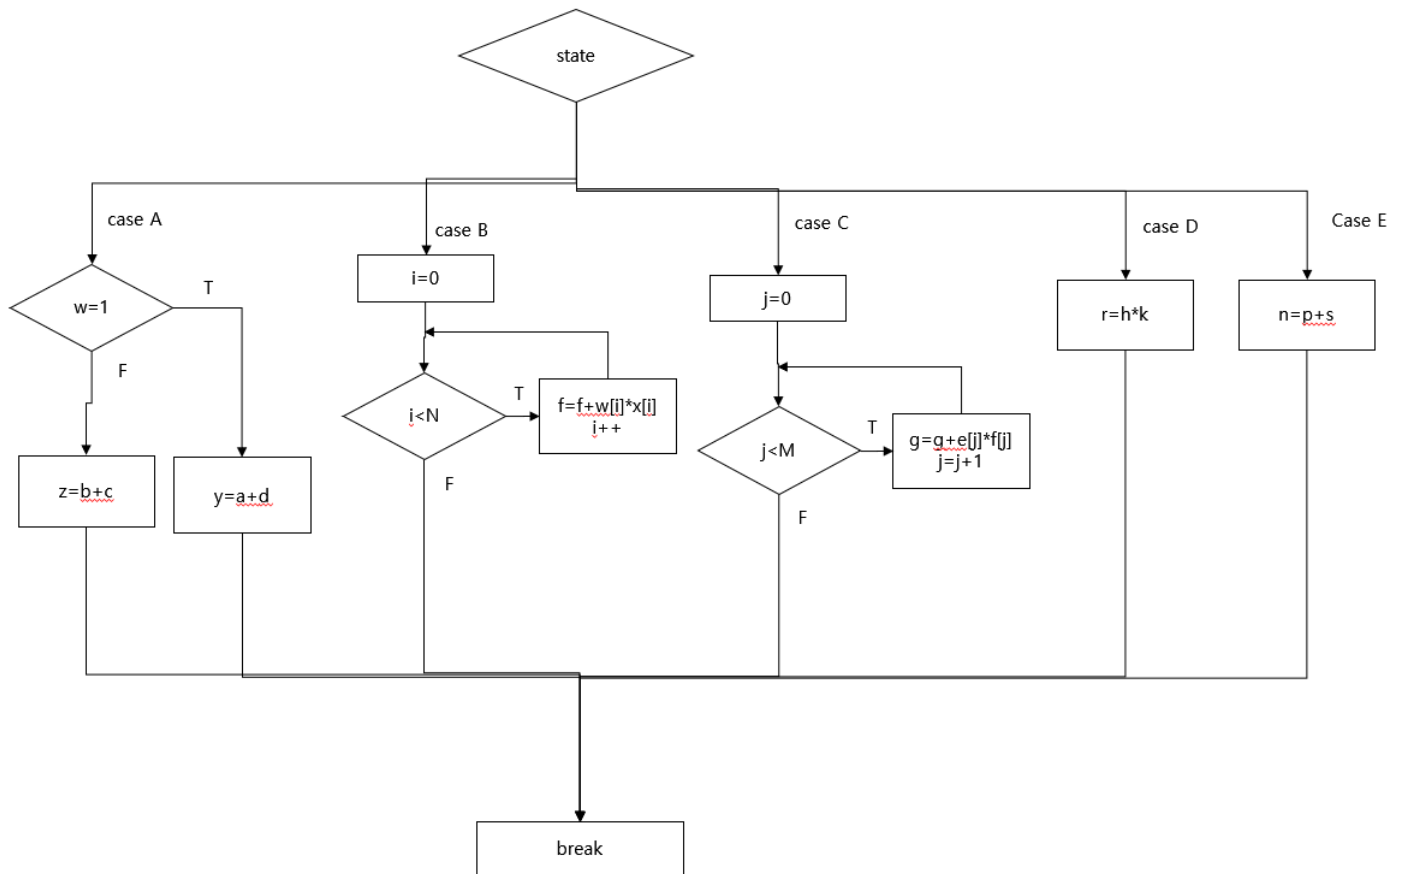 state
case A
case B
case C
case D
Case E
w=1
T
F
z=b+c
y=a+d
i=0
i<N
T
f=f+w[i]*x[i]
i++
F
j=0
j<M
T
g=g+e[j]*f[j]
j=j+1
F
r=h*k
n=p+s
break